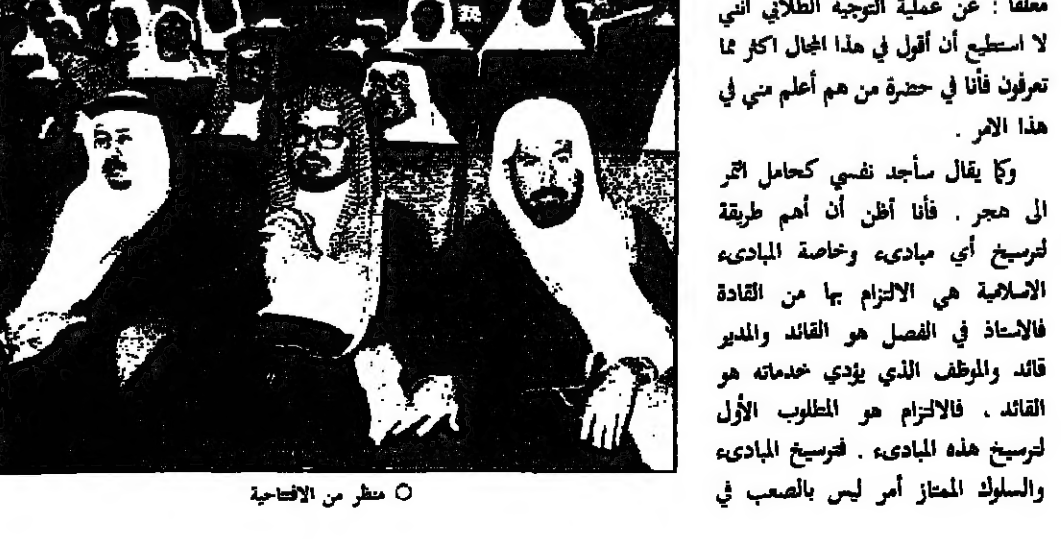 معلقا : عن عملية التوجيه الطلابي انني
لا استطيع أن أقول في هذا المجال اكثر مما
تعرفون فأنا في حضرة من هم أعلم مني في
هذا الامر .
وكما يقال سأجد نفسي كحامل التمر
الى هجر . فأنا أظن أن أهم طريقة
لترسيخ أي مبادىء وخاصة المبادىء
الاسلامية هي الالتزام بها من القادة
فالاستاذ في الفصل هو القائد والمدير
قائد والموظف الذي يؤدي خدماته هو
القائد . فالالتزام هو المطلوب الأول
لترسيخ هذه المبادىء . فترسيخ المبادىء
والسلوك الممتاز أمر ليس بالصعب في
○ منظر من الافتتاحية